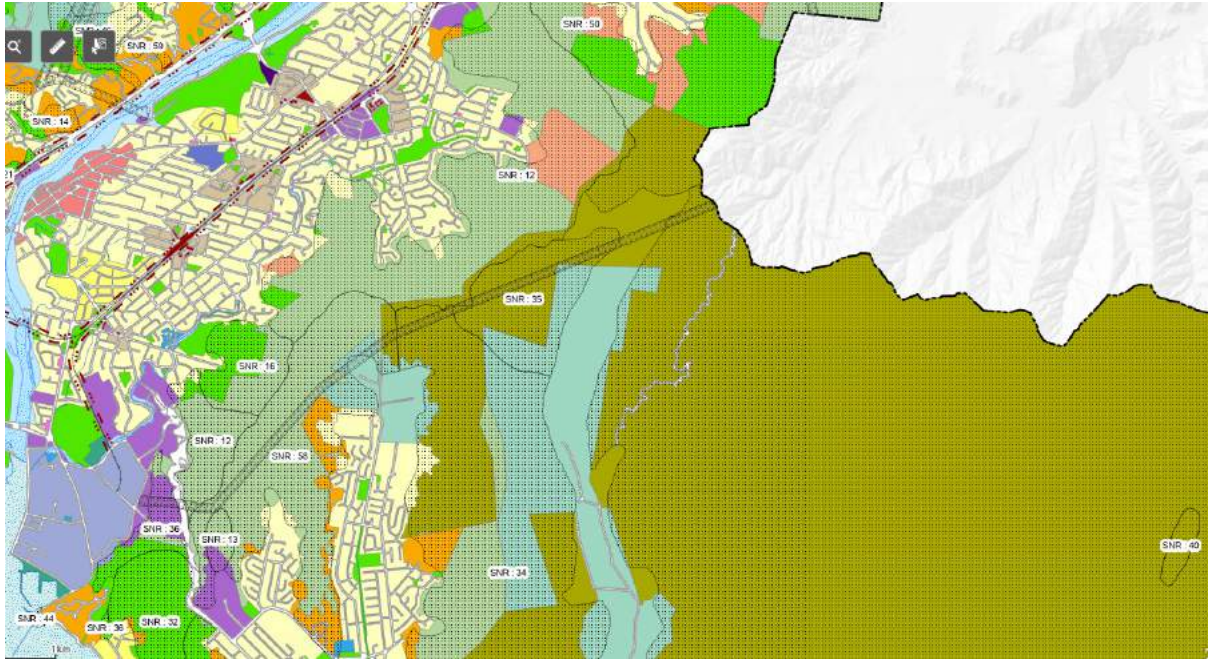 SNR : 50
SNR : 59
SNR : 14
21
SNR : 12
SNR : 35
SNR : 16
SNR : 12
SNR : 58
SNR : 36
SNR : 13
SNR : 40
SNR : 34
SNR : 44
SNR : 36
SNR : 32
1km